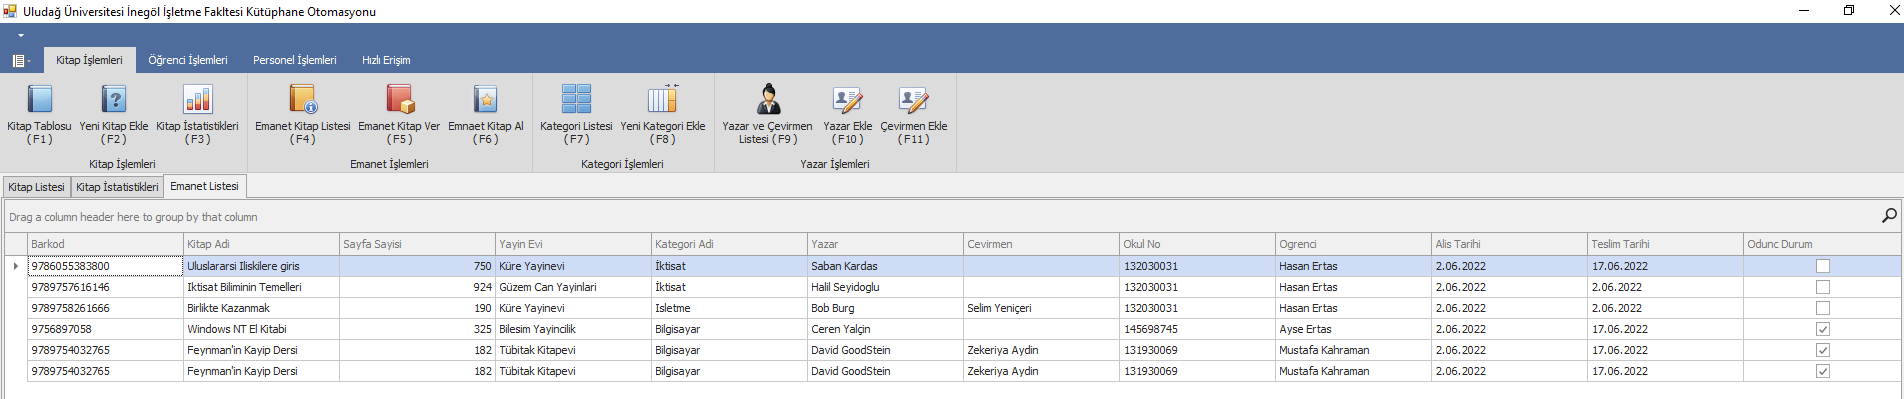 Uludağ Üniversitesi İnegöl İşletme Fakltesi Kütüphane Otomasyonu
Kitap İşlemleri Öğrenci İşlemleri Personel İşlemleri Hızlı Erişim
Kitap Tablosu ( F1 ) Yeni Kitap Ekle ( F2 ) Kitap İstatistikleri ( F3 ) Emanet Kitap Listesi ( F4 ) Emanet Kitap Ver ( F5 ) Emnaet Kitap Al ( F6 ) Kategori Listesi ( F7 ) Yeni Kategori Ekle ( F8 ) Yazar ve Çevirmen Listesi ( F9 ) Yazar Ekle ( F10 ) Çevirmen Ekle ( F11 )
Kitap İşlemleri Emanet İşlemleri Kategori İşlemleri Yazar İşlemleri
Kitap Listesi Kitap İstatistikleri Emanet Listesi
Drag a column header here to group by that column
Barkod Kitap Adi Sayfa Sayisi Yayin Evi Kategori Adi Yazar Cevirmen Okul No Ogrenci Alis Tarihi Teslim Tarihi Odunc Durum
9786055383800 Uluslararsi Iliskilere giris 750 Küre Yayinevi İktisat Saban Kardas 132030031 Hasan Ertas 2.06.2022 17.06.2022
9789757616146 Iktisat Biliminin Temelleri 924 Güzem Can Yayinlari İktisat Halil Seyidoglu 132030031 Hasan Ertas 2.06.2022 2.06.2022
9789758261666 Birlikte Kazanmak 190 Küre Yayinevi Isletme Bob Burg Selim Yeniçeri 132030031 Hasan Ertas 2.06.2022 2.06.2022
9756897058 Windows NT El Kitabi 325 Bilesim Yayincilik Bilgisayar Ceren Yalçin 145698745 Ayse Ertas 2.06.2022 17.06.2022
9789754032765 Feynman'in Kayip Dersi 182 Tübitak Kitapevi Bilgisayar David GoodStein Zekeriya Aydin 131930069 Mustafa Kahraman 2.06.2022 17.06.2022
9789754032765 Feynman'in Kayip Dersi 182 Tübitak Kitapevi Bilgisayar David GoodStein Zekeriya Aydin 131930069 Mustafa Kahraman 2.06.2022 17.06.2022